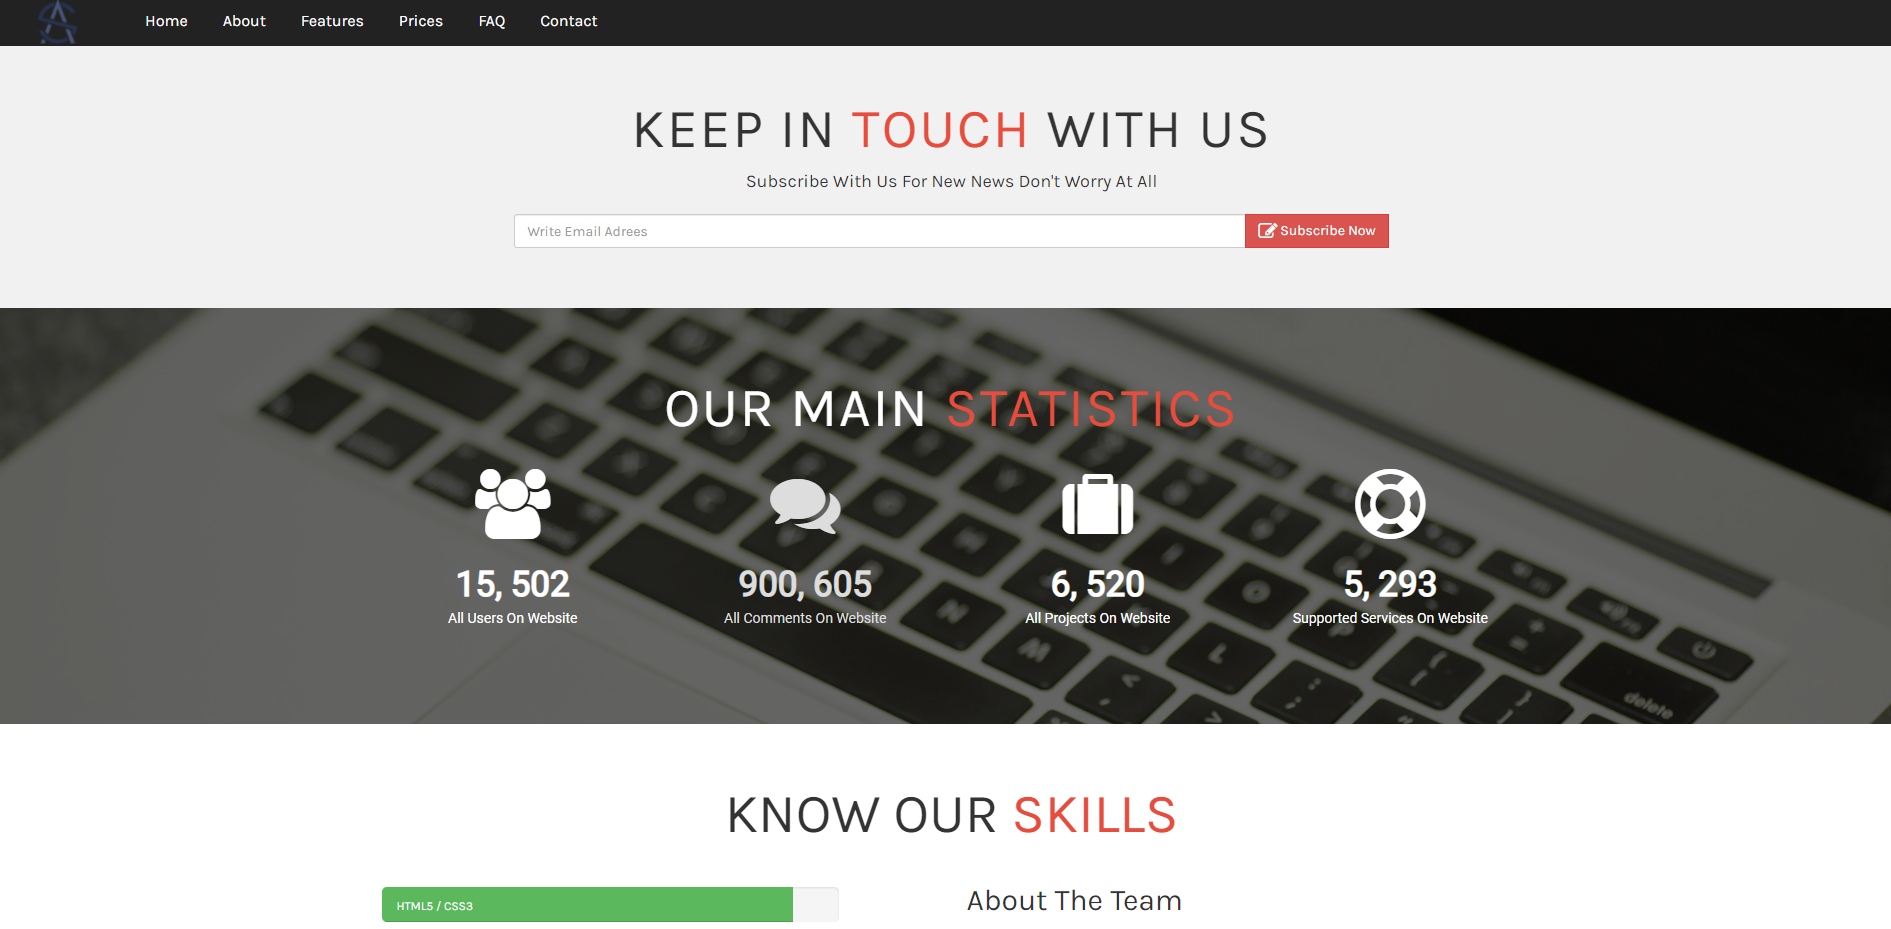 Home About Features Prices FAQ Contact
KEEP IN TOUCH WITH US
Subscribe With Us For New News Don't Worry At All
Write Email Adrees
Subscribe Now
OUR MAIN STATISTICS
15, 502
All Users On Website
900, 605
All Comments On Website
6, 520
All Projects On Website
5, 293
Supported Services On Website
N
M
L
P
delete
KNOW OUR SKILLS
HTML5 / CSS3
About The Team